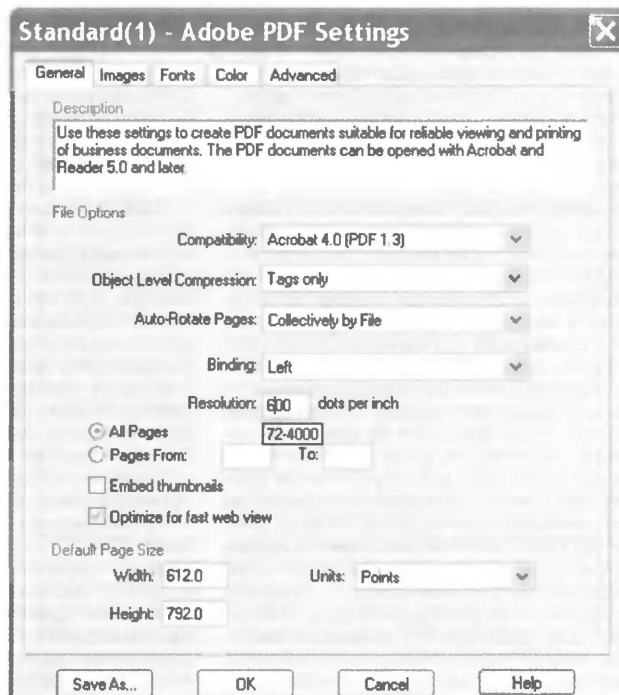 Standard(1) - Adobe PDF Settings
General Images Fonts Color Advanced
Description
Use these settings to create PDF documents suitable for reliable viewing and printing
of business documents. The PDF documents can be opened with Acrobat and
Reader 5.0 and later.
File Options
Compatibility: Acrobat 4.0 (PDF 1.3)
Object Level Compression: Tags only
Auto-Rotate Pages: Collectively by File
Binding: Left
Resolution: 600 dots per inch
All Pages 72-4000
Pages From: To:
Embed thumbnails
Optimize for fast web view
Default Page Size
Width: 612.0 Units: Points
Height: 792.0
Save As... OK Cancel Help